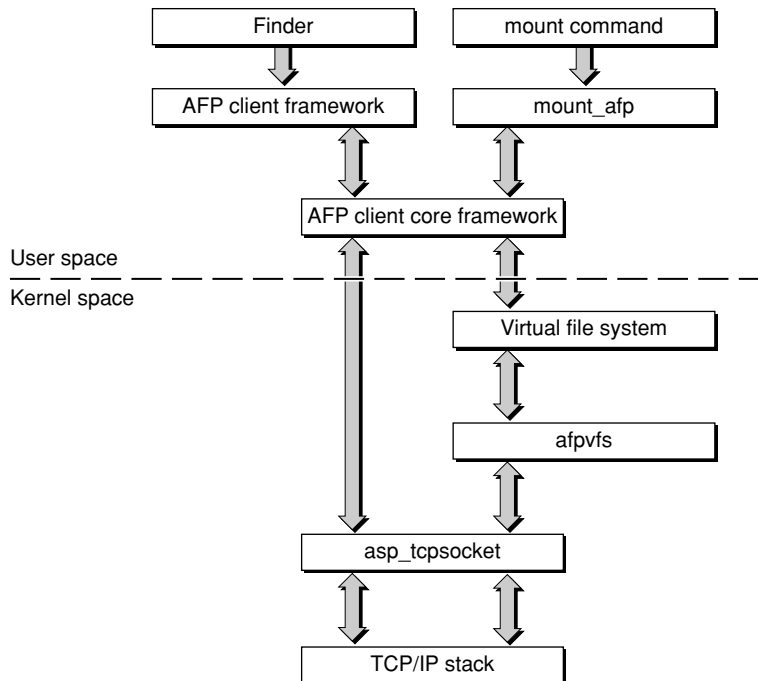 Finder
mount command
AFP client framework
mount_afp
AFP client core framework
User space
Kernel space
Virtual file system
afpvfs
asp_tcpsocket
TCP/IP stack